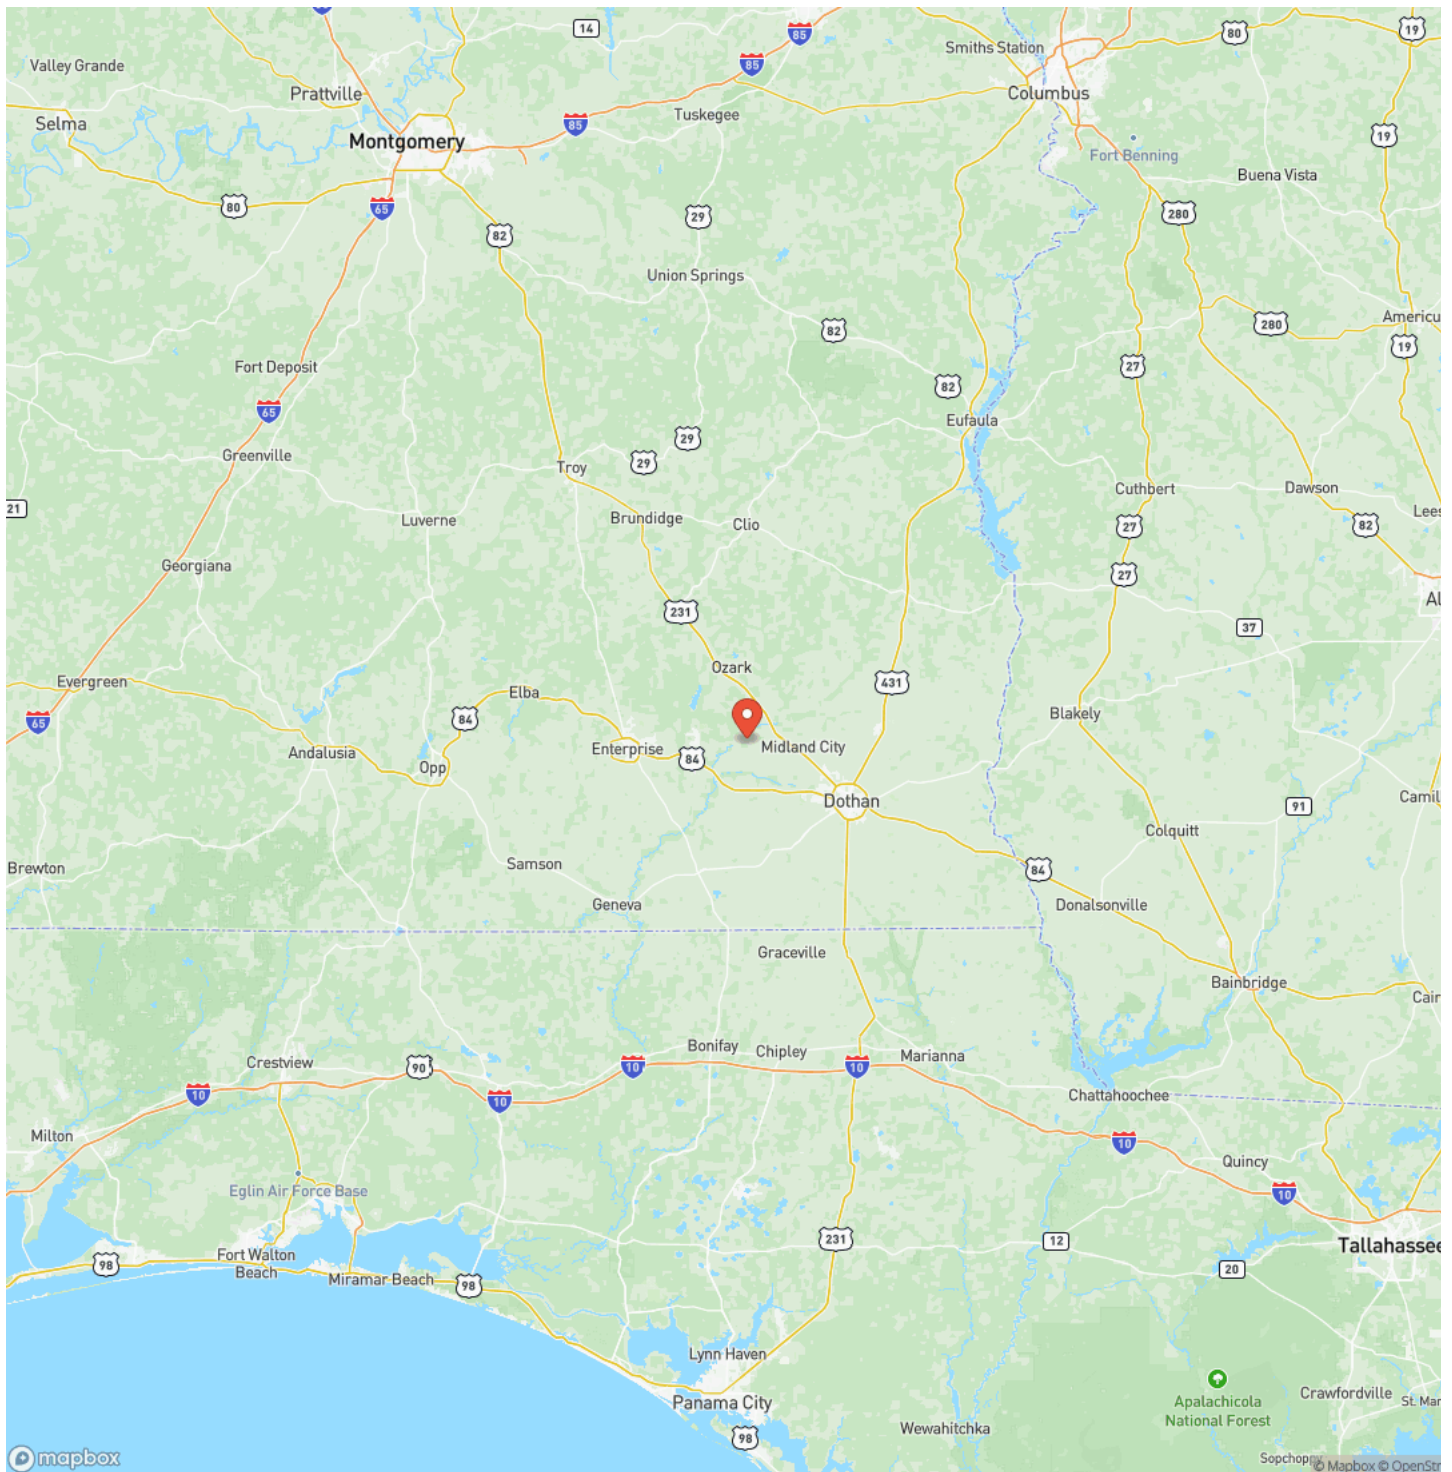 14
85
80
19
Smiths Station
Valley Grande
85
Prattville
Columbus
Selma
Tuskegee
85
Montgomery
19
Fort Benning
Buena Vista
80
65
29
280
82
Union Springs
82
280
Americu
19
Fort Deposit
27
82
65
Eufaula
29
Greenville
29
Troy
Cuthbert
Dawson
21
Luverne
Brundidge
Clio
27
82
Lees
Georgiana
27
Al
231
37
Ozark
Evergreen
Elba
431
65
84
Blakely
Andalusia
Enterprise
84
Midland City
Opp
Dothan
91
Camil
Colquitt
Brewton
Samson
84
Geneva
Donalsonville
Graceville
Bainbridge
Cair
Crestview
90
10
Bonifay
Chipley
10
Marianna
10
10
Chattahoochee
Milton
10
Quincy
Eglin Air Force Base
10
98
Fort Walton
Beach
Miramar Beach
98
231
12
Tallahassee
20
Lynn Haven
Panama City
Apalachicola
National Forest
Crawfordville
St. Mar
Wewahitchka
98
Sopchoppy
mapbox
© Mapbox © OpenStr